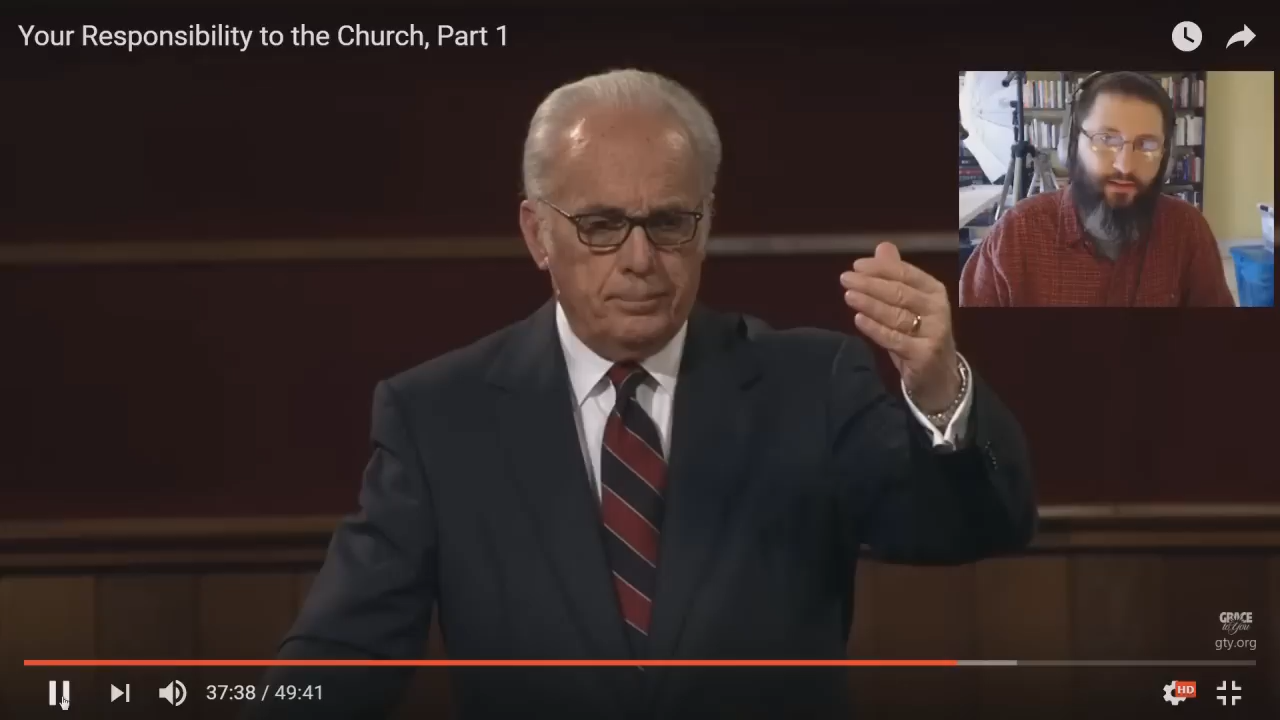 Your Responsibility to the Church, Part 1
GRACE
to You
gty.org
37:38 / 49:41
HD